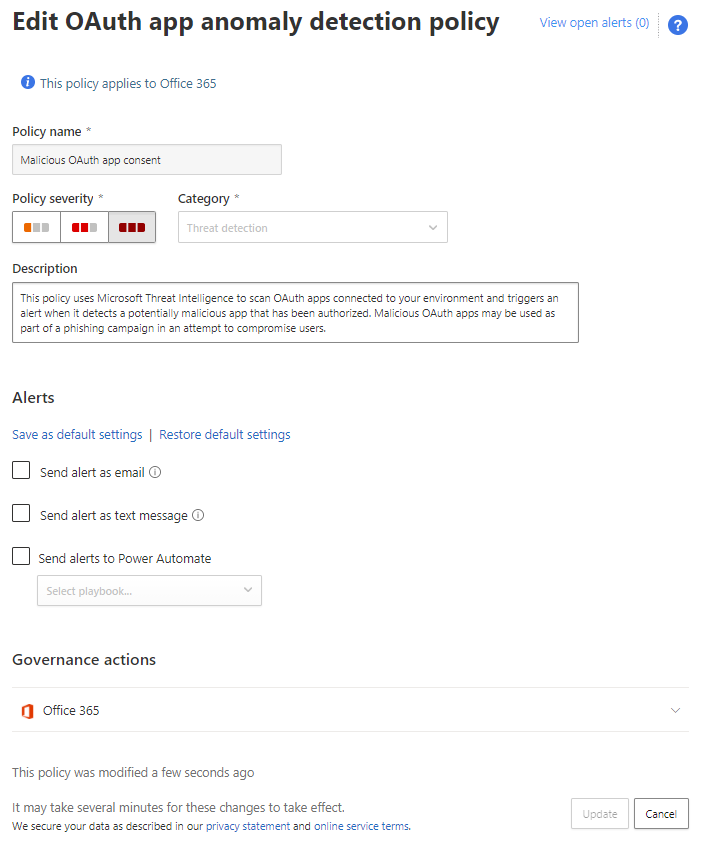 Edit OAuth app anomaly detection policy
View open alerts (0)
?
This policy applies to Office 365
Policy name *
Malicious OAuth app consent
Policy severity *
Category *
Threat detection
Description
This policy uses Microsoft Threat Intelligence to scan OAuth apps connected to your environment and triggers an
alert when it detects a potentially malicious app that has been authorized. Malicious OAuth apps may be used as
part of a phishing campaign in an attempt to compromise users.
Alerts
Save as default settings | Restore default settings
Send alert as email
Send alert as text message
Send alerts to Power Automate
Select playbook...
Governance actions
Office 365
This policy was modified a few seconds ago
It may take several minutes for these changes to take effect.
We secure your data as described in our privacy statement and online service terms.
Update
Cancel